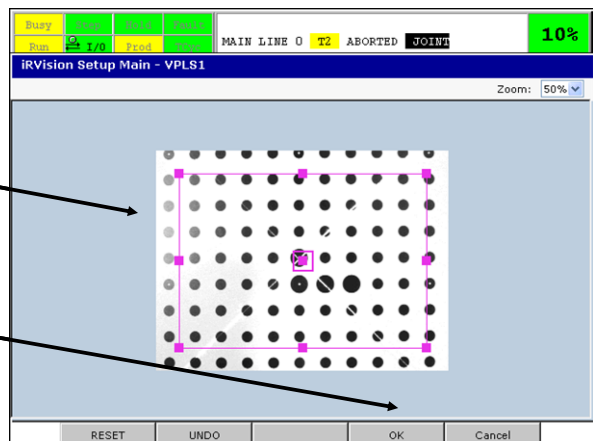 Busy Step Hold Fault
Run I/O Prod TCyc
MAIN LINE 0 T2 ABORTED JOINT
10%
iRVision Setup Main - VPLS1
Zoom: 50%
RESET UNDO OK Cancel